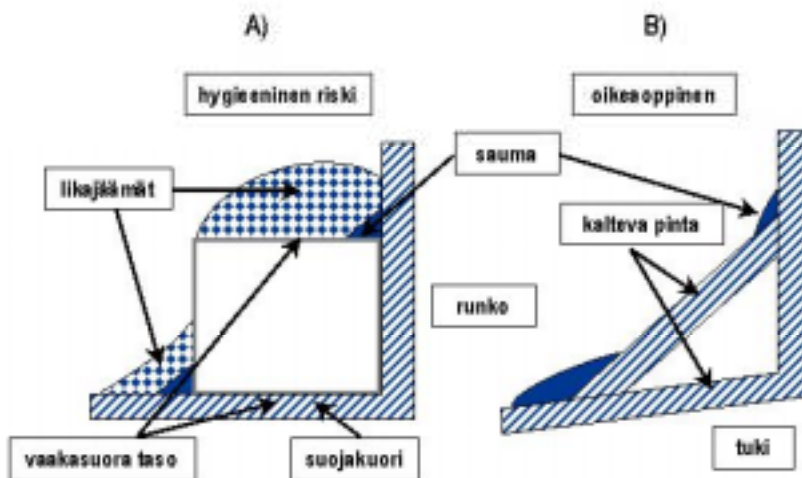 A)
B)
hygieeninen riski
oikeaoppinen
sauma
likajäämät
kalteva pinta
runko
vaakasuora taso
suojakuori
tuki